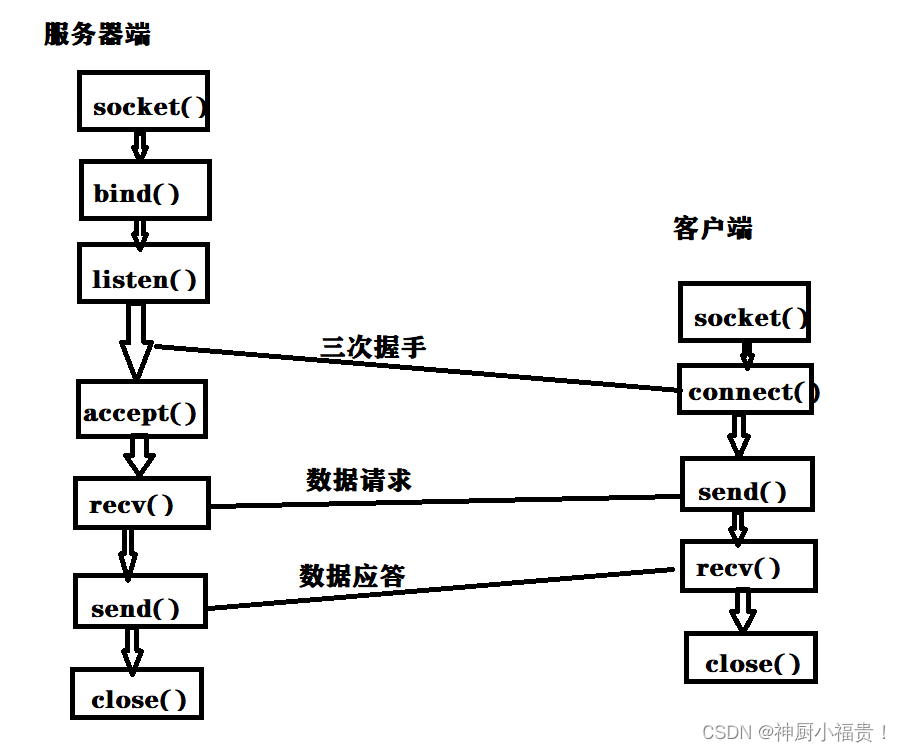 服务器端
socket()
bind()
listen()
accept()
recv()
send()
close()
三次握手
数据请求
数据应答
客户端
socket()
connect()
send()
recv()
close()
CSDN @神厨小福贵！